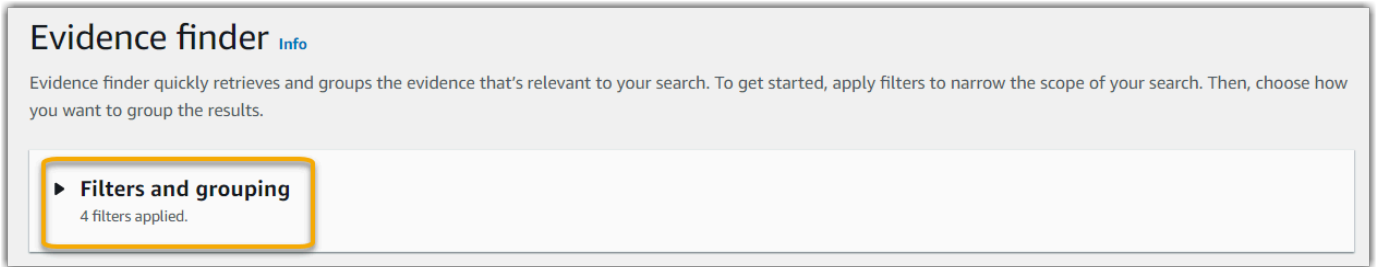 Evidence finder Info
Evidence finder quickly retrieves and groups the evidence that's relevant to your search. To get started, apply filters to narrow the scope of your search. Then, choose how
you want to group the results.
Filters and grouping
4 filters applied.